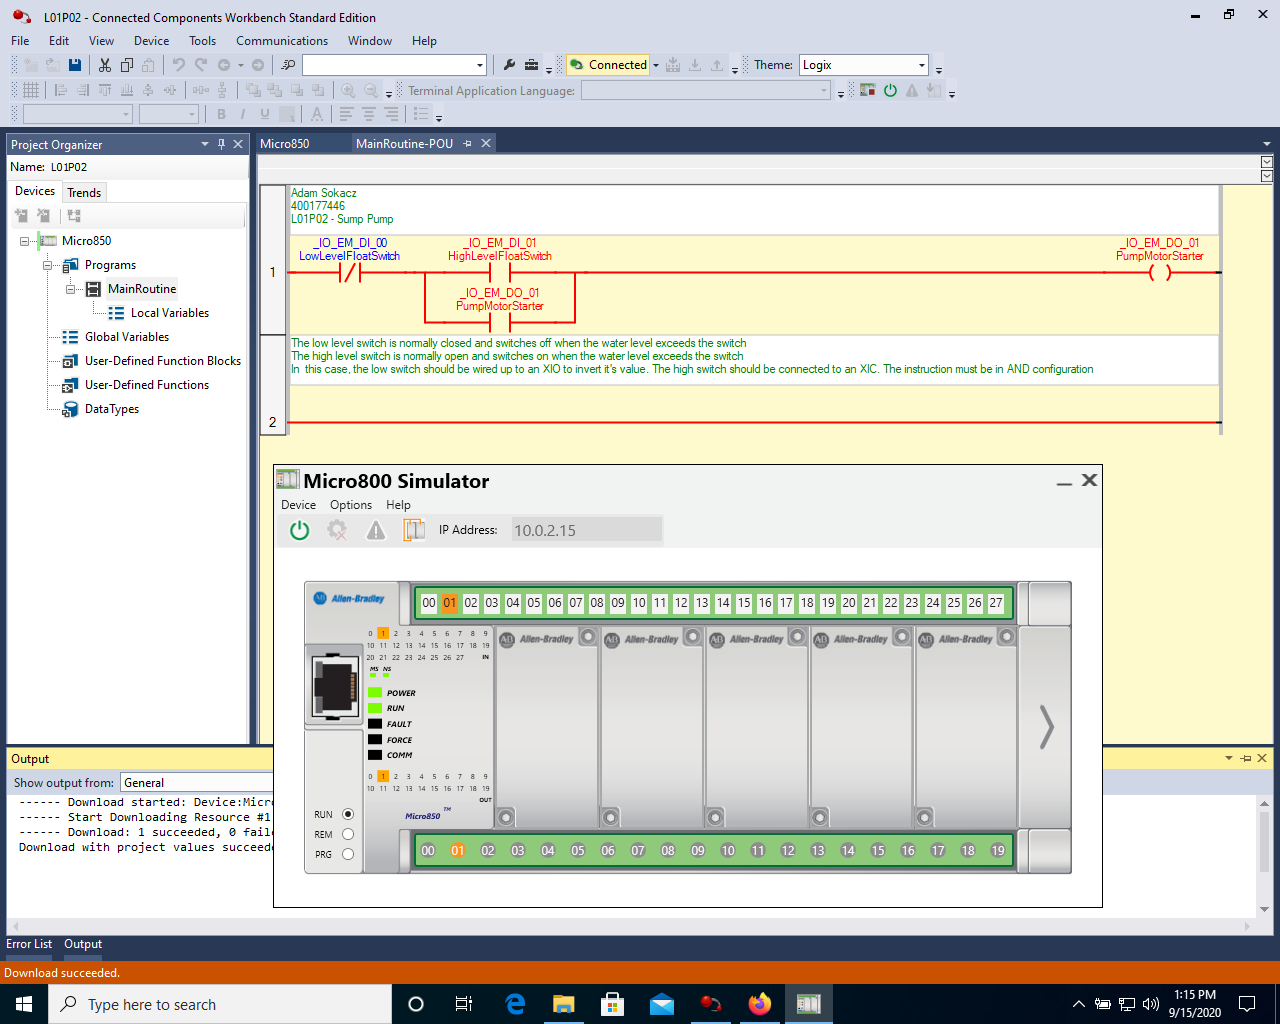 L01P02 - Connected Components Workbench Standard Edition
File Edit View Device Tools Communications Window Help
Connected Theme: Logix
Terminal Application Language:
B I U A
Project Organizer
Micro850 MainRoutine-POU
Name: L01P02
Devices Trends
Micro850
Programs
MainRoutine
Local Variables
Global Variables
User-Defined Function Blocks
User-Defined Functions
DataTypes
Adam Sokacz
400177446
L01P02 - Sump Pump
_IO_EM_DI_00 _IO_EM_DI_01 _IO_EM_DO_01
LowLevelFloatSwitch HighLevelFloatSwitch PumpMotorStarter
1
_IO_EM_DO_01
PumpMotorStarter
The low level switch is normally closed and switches off when the water level exceeds the switch
The high level switch is normally open and switches on when the water level exceeds the switch
In this case, the low switch should be wired up to an XIO to invert it's value. The high switch should be connected to an XIC. The instruction must be in AND configuration
2
Micro800 Simulator
Device Options Help
IP Address: 10.0.2.15
Allen-Bradley 00 01 02 03 04 05 06 07 08 09 10 11 12 13 14 15 16 17 18 19 20 21 22 23 24 25 26 27
0 1 2 3 4 5 6 7 8 9
10 11 12 13 14 15 16 17 18 19
20 21 22 23 24 25 26 27 IN
AB Allen-Bradley AB Allen-Bradley AB Allen-Bradley AB Allen-Bradley AB Allen-Bradley
MS NS
POWER
RUN
FAULT
FORCE
COMM
0 1 2 3 4 5 6 7 8 9
10 11 12 13 14 15 16 17 18 19
OUT
RUN Micro850 ™
REM
PRG
00 01 02 03 04 05 06 07 08 09 10 11 12 13 14 15 16 17 18 19
Output
Show output from: General
------ Download started: Device:Micr
------ Start Downloading Resource #1
------ Download: 1 succeeded, 0 faile
Download with project values succeede
Error List Output
Download succeeded.
Type here to search
1:15 PM
9/15/2020